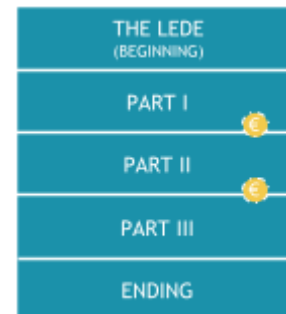 THE LEDE
(BEGINNING)
PART I
€
PART II
€
PART III
ENDING